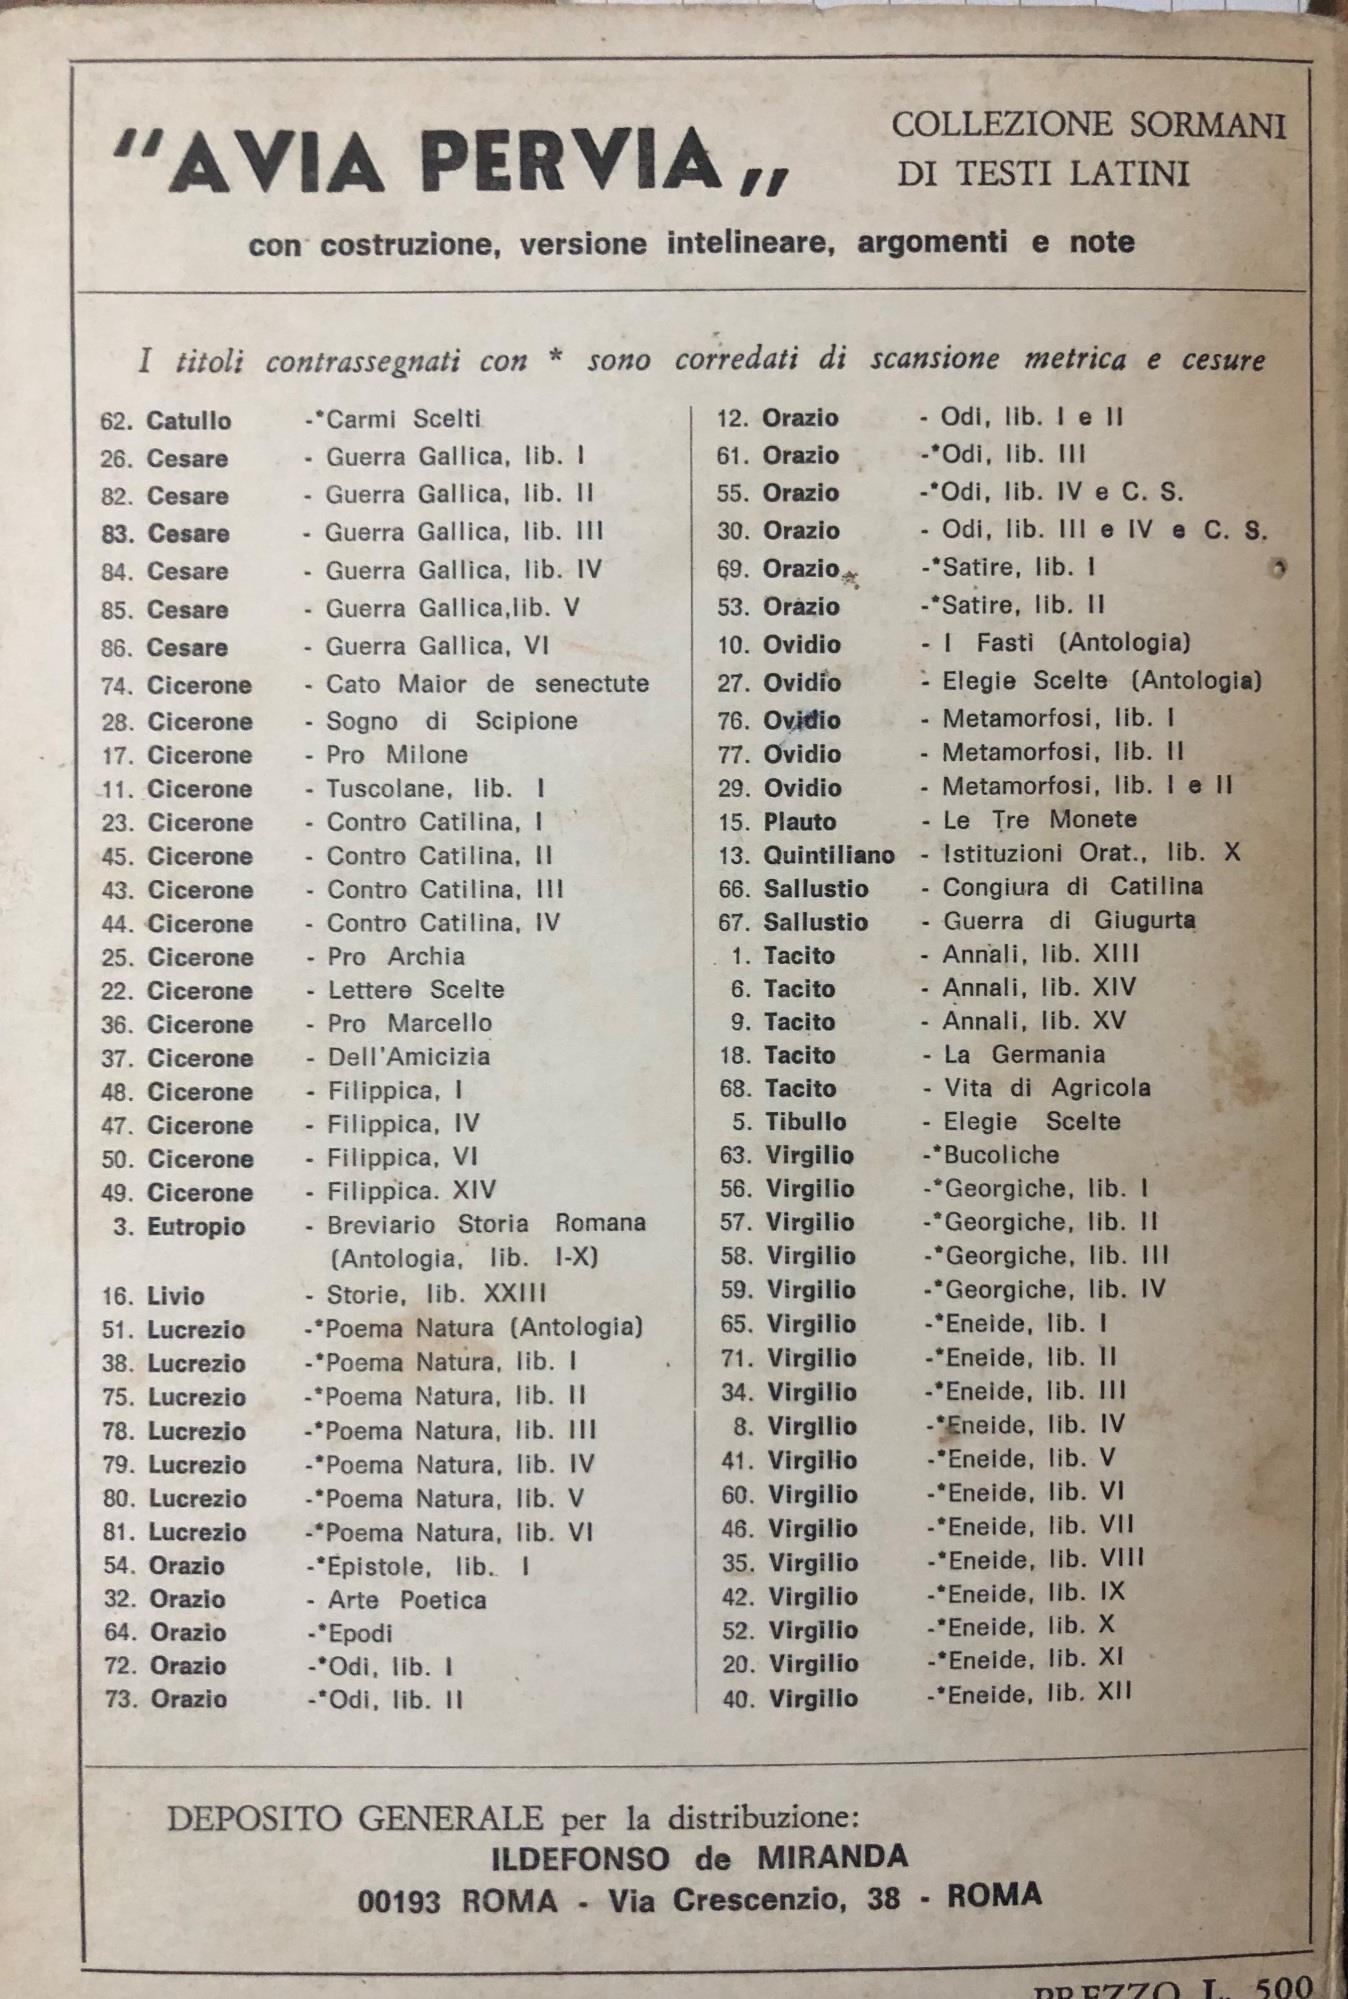 "AVIA PERVIA„
COLLEZIONE SORMANI
DI TESTI LATINI
con costruzione, versione intelineare, argomenti e note
I titoli contrassegnati con * sono corredati di scansione metrica e cesure
62. Catullo -*Carmi Scelti
26. Cesare - Guerra Gallica, lib. I
82. Cesare - Guerra Gallica, lib. II
83. Cesare - Guerra Gallica, lib. III
84. Cesare - Guerra Gallica, lib. IV
85. Cesare - Guerra Gallica,lib. V
86. Cesare - Guerra Gallica, VI
74. Cicerone - Cato Maior de senectute
28. Cicerone - Sogno di Scipione
17. Cicerone - Pro Milone
11. Cicerone - Tuscolane, lib. I
23. Cicerone - Contro Catilina, I
45. Cicerone - Contro Catilina, II
43. Cicerone - Contro Catilina, III
44. Cicerone - Contro Catilina, IV
25. Cicerone - Pro Archia
22. Cicerone - Lettere Scelte
36. Cicerone - Pro Marcello
37. Cicerone - Dell'Amicizia
48. Cicerone - Filippica, I
47. Cicerone - Filippica, IV
50. Cicerone - Filippica, VI
49. Cicerone - Filippica. XIV
3. Eutropio - Breviario Storia Romana
(Antologia, lib. I-X)
16. Livio - Storie, lib. XXIII
51. Lucrezio -*Poema Natura (Antologia)
38. Lucrezio -*Poema Natura, lib. I
75. Lucrezio -*Poema Natura, lib. II
78. Lucrezio -*Poema Natura, lib. III
79. Lucrezio -*Poema Natura, lib. IV
80. Lucrezio -*Poema Natura, lib. V
81. Lucrezio -*Poema Natura, lib. VI
54. Orazio -*Epistole, lib. I
32. Orazio - Arte Poetica
64. Orazio -*Epodi
72. Orazio -*Odi, lib. I
73. Orazio -*Odi, lib. II
12. Orazio - Odi, lib. I e II
61. Orazio -*Odi, lib. III
55. Orazio -*Odi, lib. IV e C. S.
30. Orazio - Odi, lib. III e IV e C. S.
69. Orazio -*Satire, lib. I
53. Orazio -*Satire, lib. II
10. Ovidio - I Fasti (Antologia)
27. Ovidio - Elegie Scelte (Antologia)
76. Ovidio - Metamorfosi, lib. I
77. Ovidio - Metamorfosi, lib. II
29. Ovidio - Metamorfosi, lib. I e II
15. Plauto - Le Tre Monete
13. Quintiliano - Istituzioni Orat., lib. X
66. Sallustio - Congiura di Catilina
67. Sallustio - Guerra di Giugurta
1. Tacito - Annali, lib. XIII
6. Tacito - Annali, lib. XIV
9. Tacito - Annali, lib. XV
18. Tacito - La Germania
68. Tacito - Vita di Agricola
5. Tibullo - Elegie Scelte
63. Virgilio -*Bucoliche
56. Virgilio -*Georgiche, lib. I
57. Virgilio -*Georgiche, lib. II
58. Virgilio -*Georgiche, lib. III
59. Virgilio -*Georgiche, lib. IV
65. Virgilio -*Eneide, lib. I
71. Virgilio -*Eneide, lib. II
34. Virgilio -*Eneide, lib. III
8. Virgilio -*Eneide, lib. IV
41. Virgilio -*Eneide, lib. V
60. Virgilio -*Eneide, lib. VI
46. Virgilio -*Eneide, lib. VII
35. Virgilio -*Eneide, lib. VIII
42. Virgilio -*Eneide, lib. IX
52. Virgilio -*Eneide, lib. X
20. Virgilio -*Eneide, lib. XI
40. Virgilio -*Eneide, lib. XII
DEPOSITO GENERALE per la distribuzione:
ILDEFONSO de MIRANDA
00193 ROMA - Via Crescenzio, 38 - ROMA
PREZZO L. 500